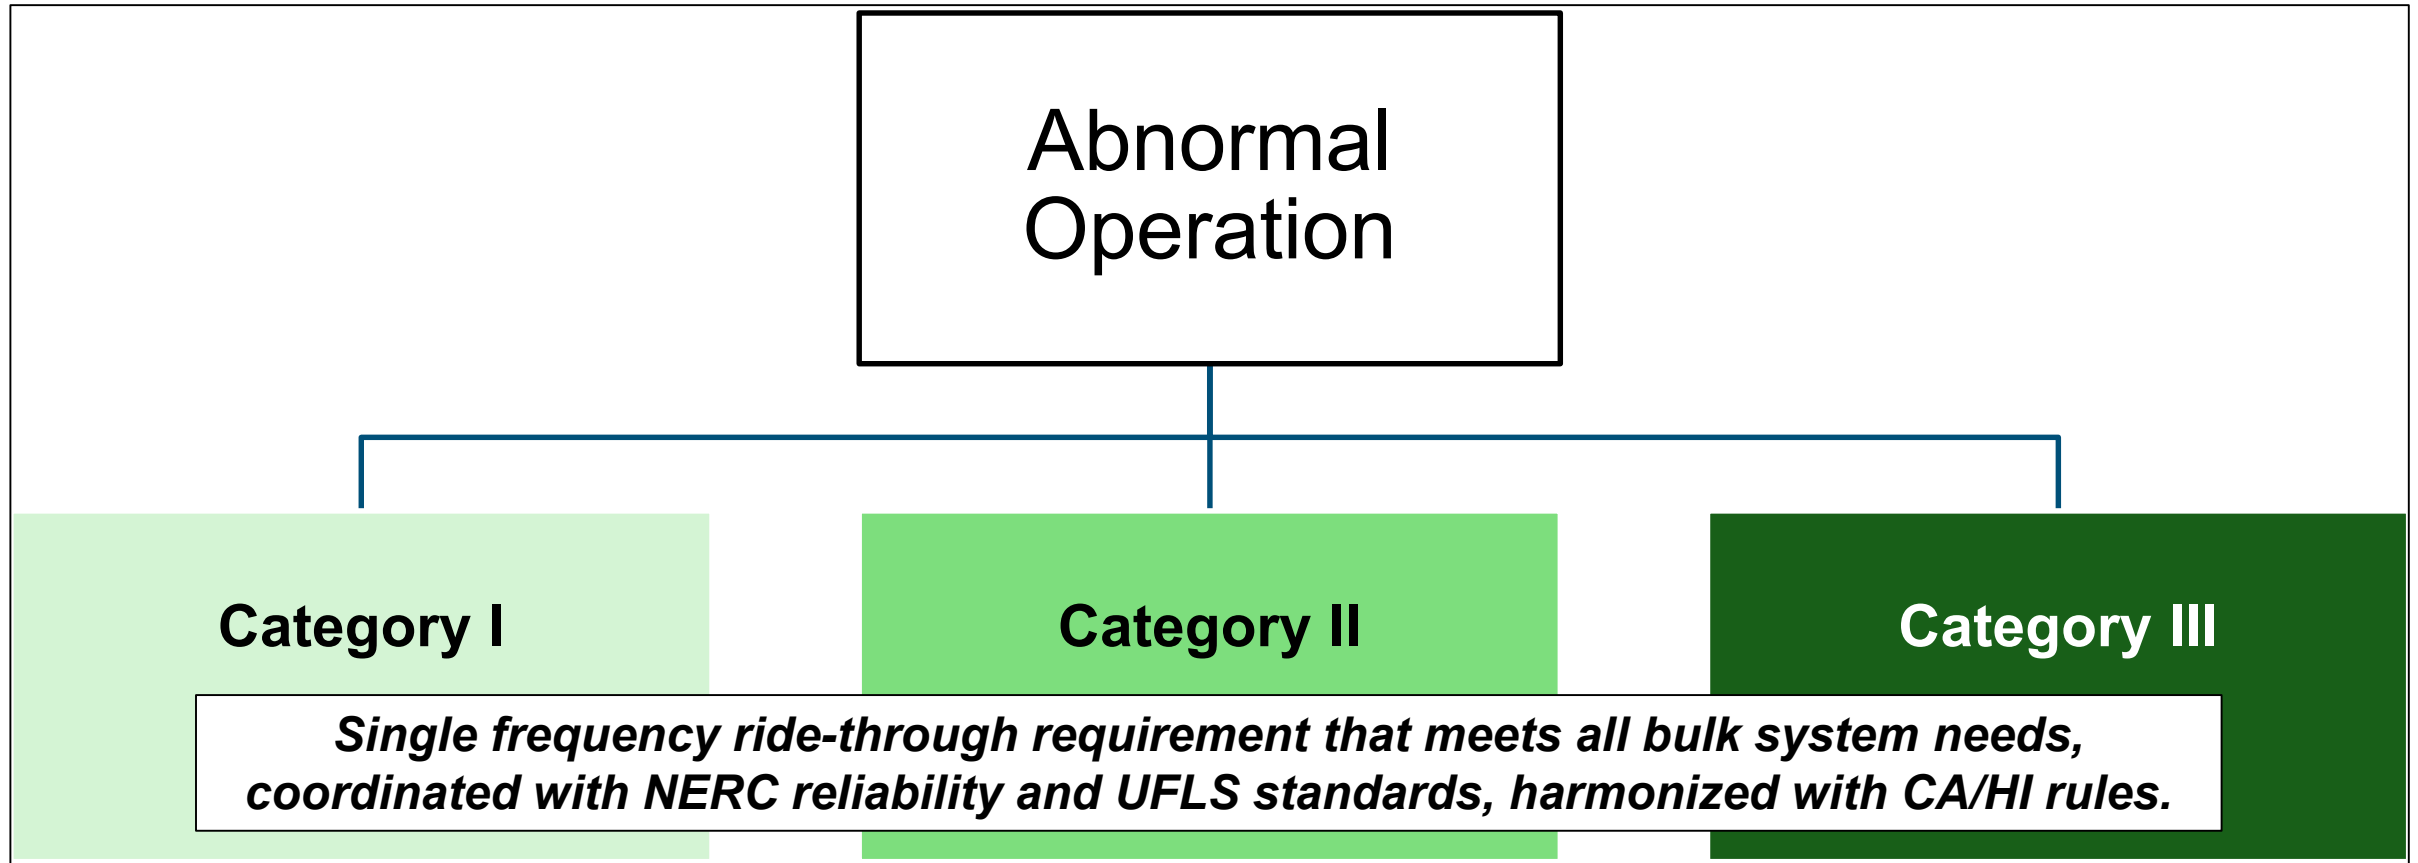 Abnormal
Operation
Category I
Category II
Category III
Single frequency ride-through requirement that meets all bulk system needs,
coordinated with NERC reliability and UFLS standards, harmonized with CA/HI rules.